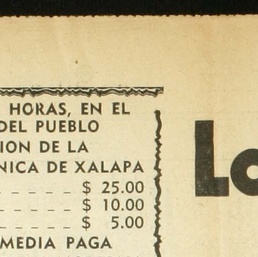 HORAS, EN EL
DEL PUEBLO
ION DE LA
NICA DE XALAPA
$ 25.00
$ 10.00
$ 5.00
MEDIA PAGA
Lo